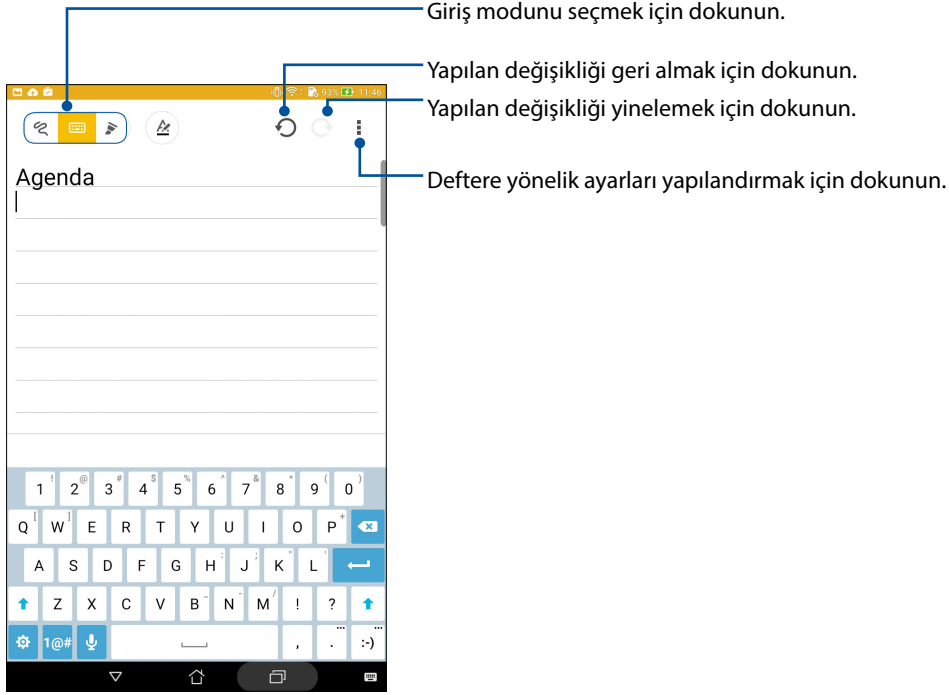 Giriş modunu seçmek için dokunun.
Yapılan değişikliği geri almak için dokunun.
Yapılan değişikliği yinelemek için dokunun.
Deftere yönelik ayarları yapılandırmak için dokunun.
93% 11:46
Agenda
1 ! 2 @ 3 # 4 $ 5 % 6 ^ 7 & 8 * 9 ( 0 )
Q [ W ] E R T Y U I O P +
A S D F G H : J ; K " L '
Z X C V B - N - M / ! ?
1@# , . ... :-) ...